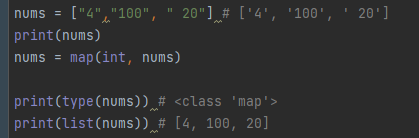 nums = ["4","100", " 20"] # ['4', '100', ' 20']
print(nums)
nums = map(int, nums)
print(type(nums)) # <class 'map'>
print(list(nums)) # [4, 100, 20]